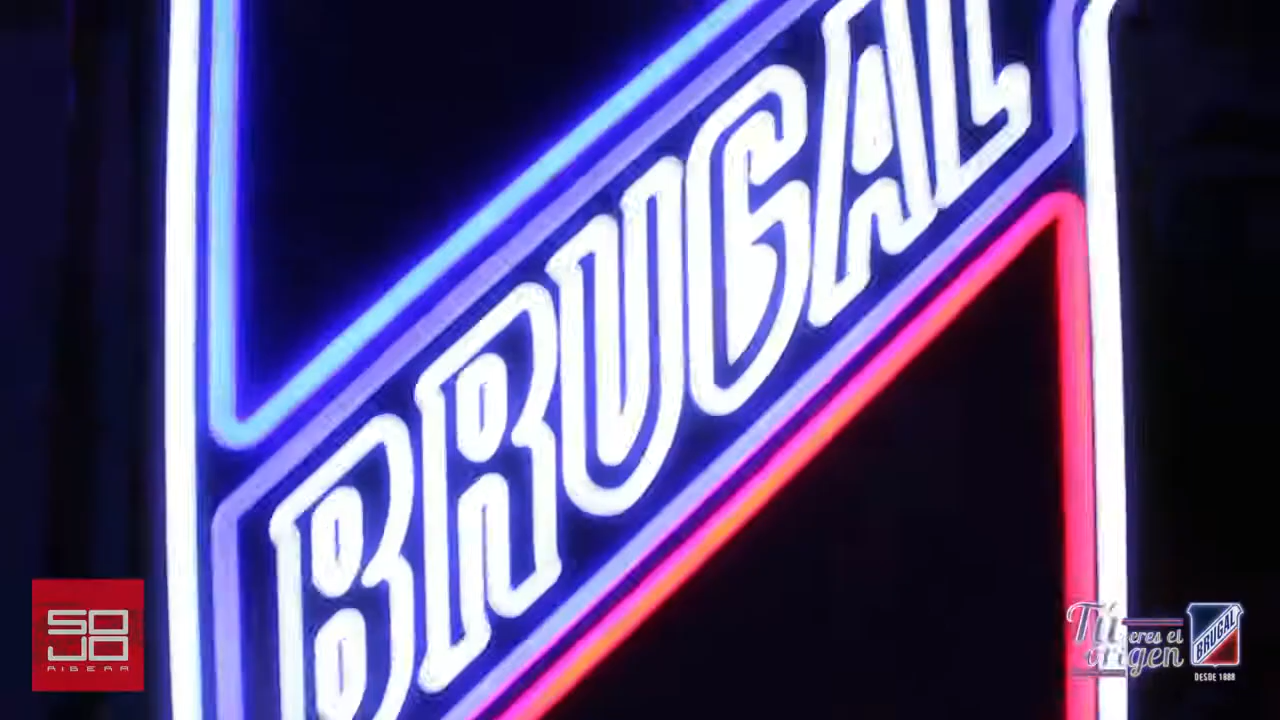 BRUGAL
SOJO
RIBERA
Tú eres el
origen
BRUGAL
DESDE 1888